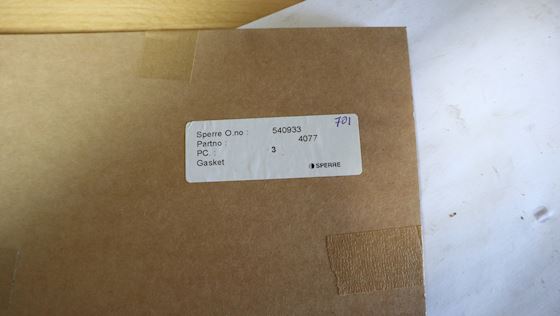 701
Sperre O.no : 540933
Partno : 4077
PC. : 3
Gasket
SPERRE